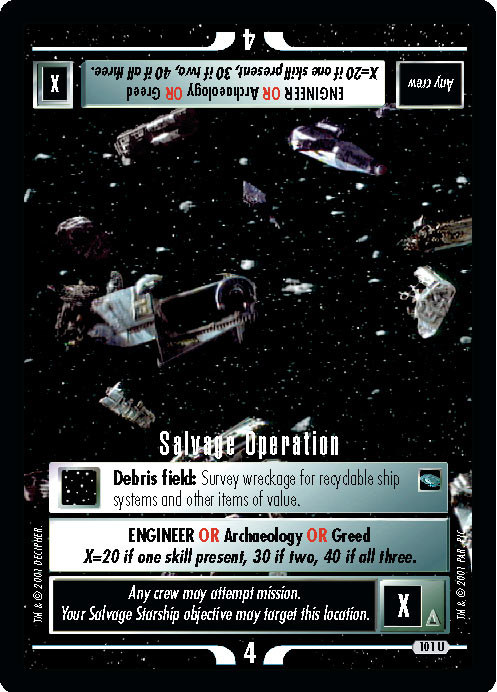 4
X=20 if one skill present, 30 if two, 40 if all three.
ENGINEER OR Archaeology OR Greed
X
Any crew
Salvage Operation
Debris field: Survey wreckage for recyclable ship
systems and other items of value.
ENGINEER OR Archaeology OR Greed
X=20 if one skill present, 30 if two, 40 if all three.
Any crew may attempt mission.
Your Salvage Starship objective may target this location.
X
TM & © 2001 DECIPHER.
TM & © 2001 PAR. PIC.
4
101 U